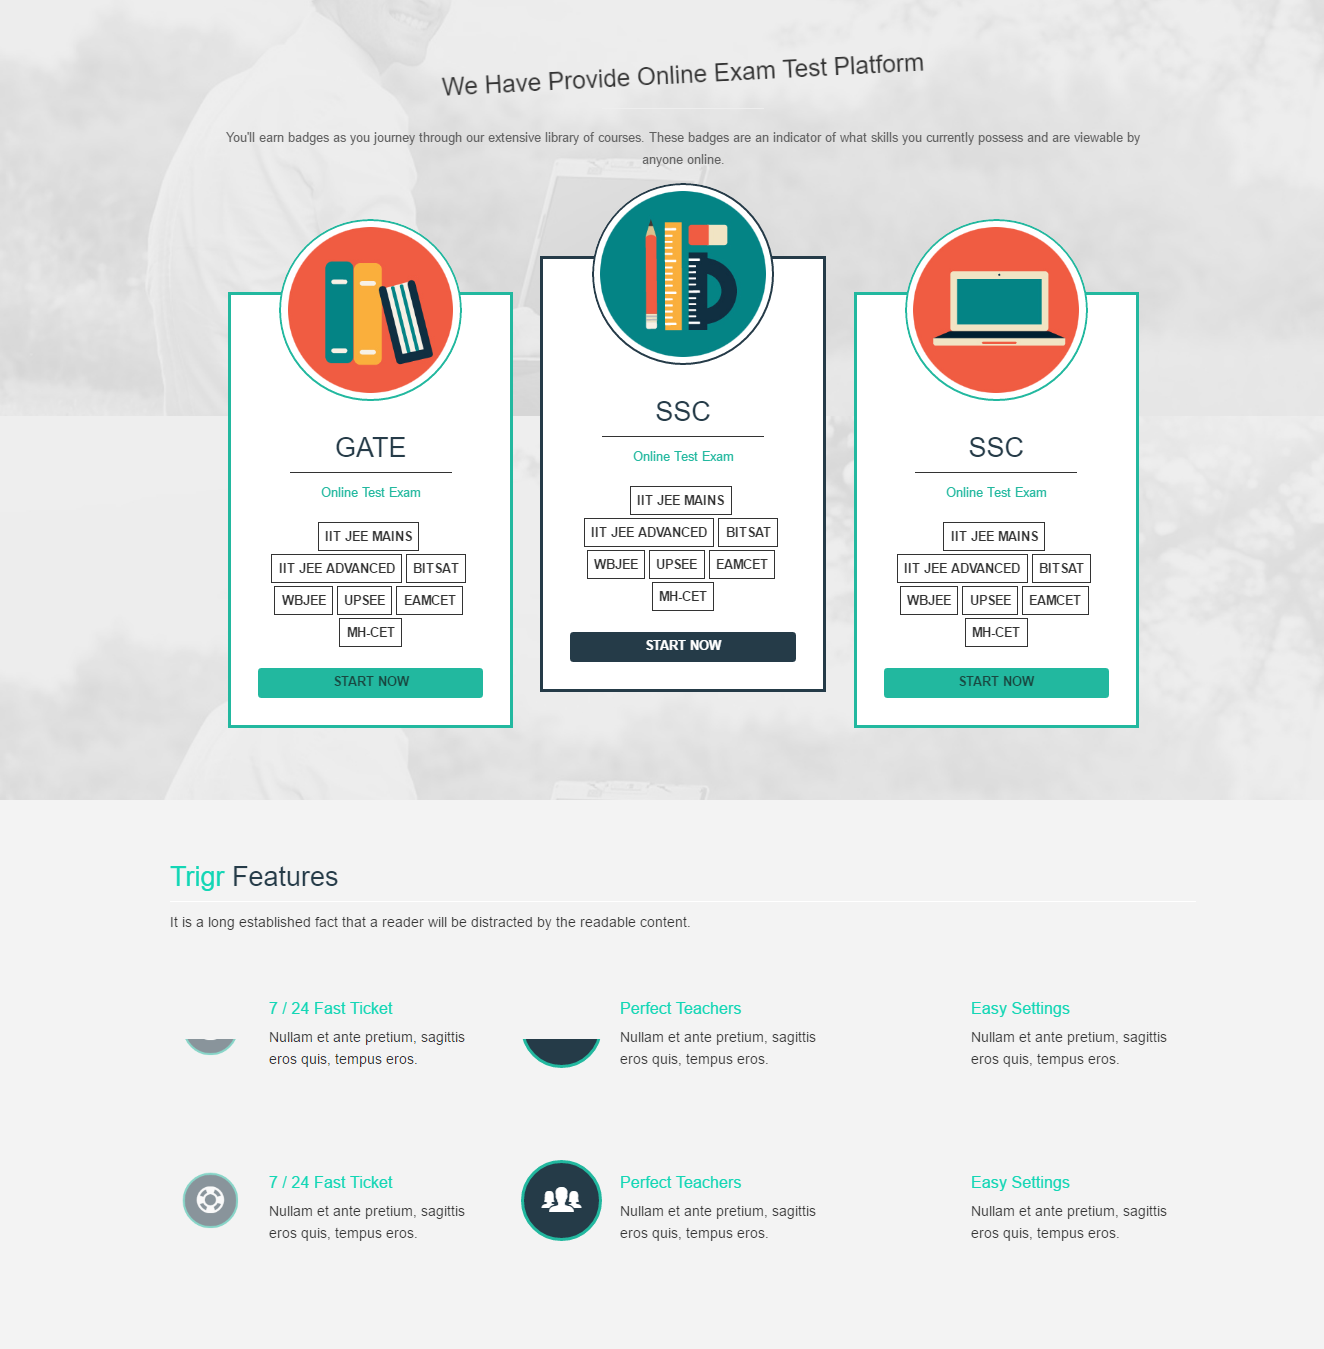 We Have Provide Online Exam Test Platform
You'll earn badges as you journey through our extensive library of courses. These badges are an indicator of what skills you currently possess and are viewable by
anyone online.
GATE
Online Test Exam
IIT JEE MAINS
IIT JEE ADVANCED BITSAT
WBJEE UPSEE EAMCET
MH-CET
START NOW
SSC
Online Test Exam
IIT JEE MAINS
IIT JEE ADVANCED BITSAT
WBJEE UPSEE EAMCET
MH-CET
START NOW
SSC
Online Test Exam
IIT JEE MAINS
IIT JEE ADVANCED BITSAT
WBJEE UPSEE EAMCET
MH-CET
START NOW
Trigr Features
It is a long established fact that a reader will be distracted by the readable content.
7 / 24 Fast Ticket
Nullam et ante pretium, sagittis
eros quis, tempus eros.
Perfect Teachers
Nullam et ante pretium, sagittis
eros quis, tempus eros.
Easy Settings
Nullam et ante pretium, sagittis
eros quis, tempus eros.
7 / 24 Fast Ticket
Nullam et ante pretium, sagittis
eros quis, tempus eros.
Perfect Teachers
Nullam et ante pretium, sagittis
eros quis, tempus eros.
Easy Settings
Nullam et ante pretium, sagittis
eros quis, tempus eros.